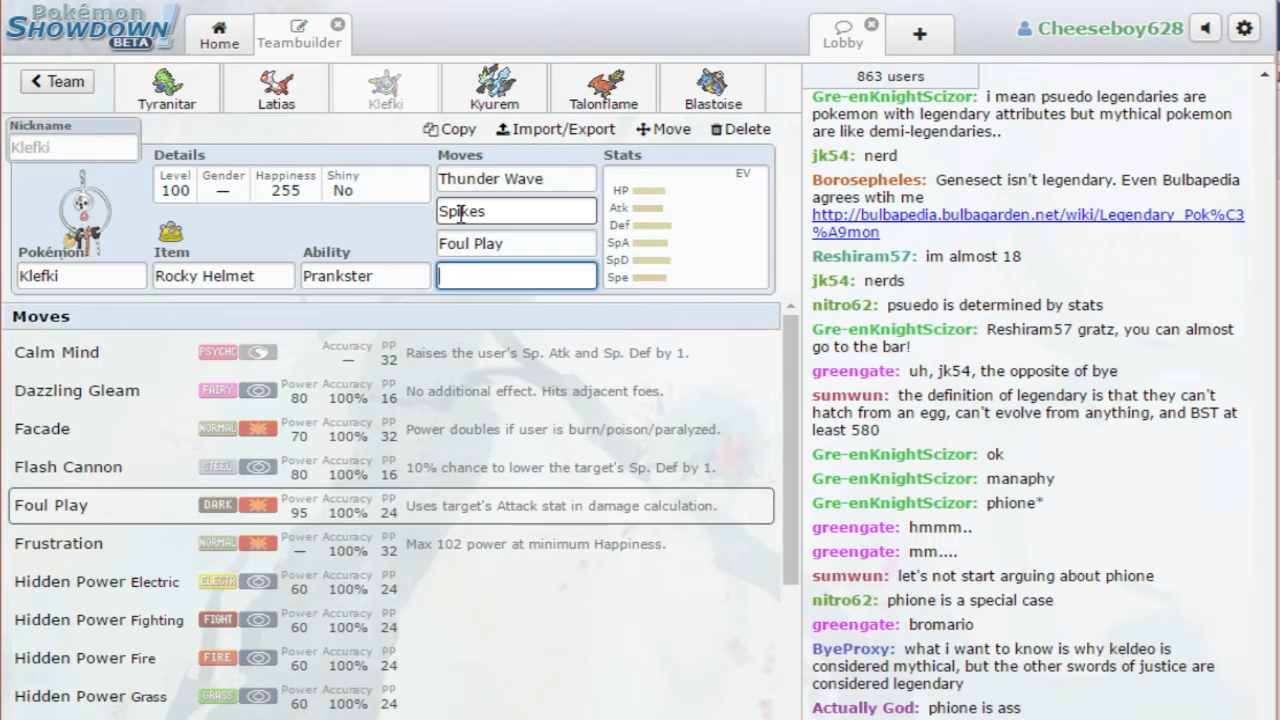 Pokémon
SHOWDOWN!
BETA
Home
Teambuilder
Lobby
Cheeseboy628
Team
Tyranitar
Latias
Klefki
Kyurem
Talonflame
Blastoise
Copy
Import/Export
Move
Delete
Nickname
Klefki
Details
Level Gender Happiness Shiny
100 — 255 No
Pokémon
Klefki
Item
Rocky Helmet
Ability
Prankster
Moves
Thunder Wave
Spikes
Foul Play
Stats
EV
HP
Atk
Def
SpA
SpD
Spe
Moves
Calm Mind PSYCHC Accuracy — PP 32 Raises the user's Sp. Atk and Sp. Def by 1.
Dazzling Gleam FAIRY Power 80 Accuracy 100% PP 16 No additional effect. Hits adjacent foes.
Facade NORMAL Power 70 Accuracy 100% PP 32 Power doubles if user is burn/poison/paralyzed.
Flash Cannon STEEL Power 80 Accuracy 100% PP 16 10% chance to lower the target's Sp. Def by 1.
Foul Play DARK Power 95 Accuracy 100% PP 24 Uses target's Attack stat in damage calculation.
Frustration NORMAL Power — Accuracy 100% PP 32 Max 102 power at minimum Happiness.
Hidden Power Electric ELECTR Power 60 Accuracy 100% PP 24
Hidden Power Fighting FIGHT Power 60 Accuracy 100% PP 24
Hidden Power Fire FIRE Power 60 Accuracy 100% PP 24
Hidden Power Grass GRASS Power 60 Accuracy 100% PP 24
863 users
Gre-enKnightScizor: i mean psuedo legendaries are
pokemon with legendary attributes but mythical pokemon
are like demi-legendaries..
jk54: nerd
Borosepheles: Genesect isn't legendary. Even Bulbapedia
agrees wtih me
http://bulbapedia.bulbagarden.net/wiki/Legendary_Pok%C3
%A9mon
Reshiram57: im almost 18
jk54: nerds
nitro62: psuedo is determined by stats
Gre-enKnightScizor: Reshiram57 gratz, you can almost
go to the bar!
greengate: uh, jk54, the opposite of bye
sumwun: the definition of legendary is that they can't
hatch from an egg, can't evolve from anything, and BST at
least 580
Gre-enKnightScizor: ok
Gre-enKnightScizor: manaphy
Gre-enKnightScizor: phione*
greengate: hmmm..
greengate: mm....
sumwun: let's not start arguing about phione
nitro62: phione is a special case
greengate: bromario
ByeProxy: what i want to know is why keldeo is
considered mythical, but the other swords of justice are
considered legendary
Actually God: phione is ass